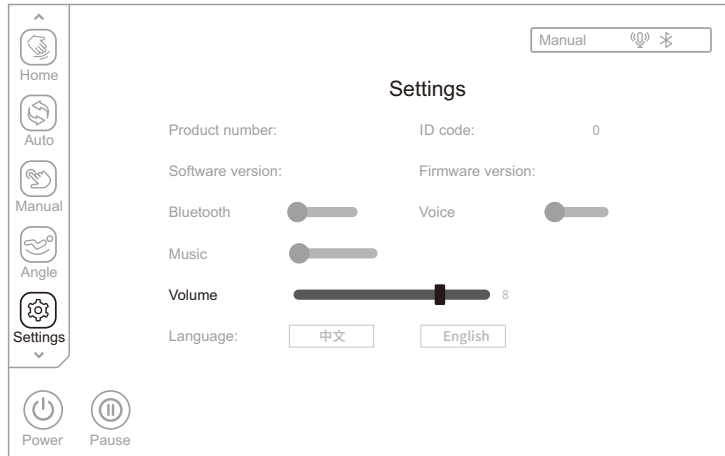 Manual
Home
Auto
Manual
Angle
Settings
Power
Pause
Settings
Product number:
ID code: 0
Software version:
Firmware version:
Bluetooth
Voice
Music
Volume 8
Language: 中文 English